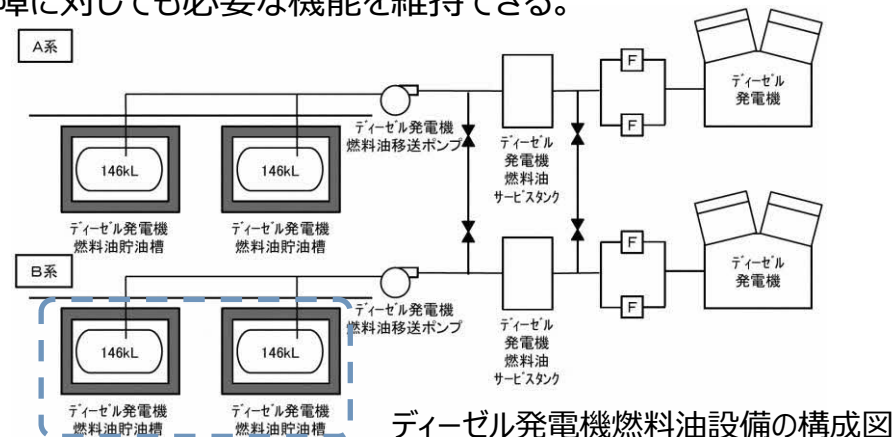 障に対しても必要な機能を維持できる。
A系
F
ディーゼル
発電機
F
ディーゼル発電機
燃料油移送ポンプ
ディーゼル
発電機
燃料油
サービスタンク
146kL
146kL
ディーゼル発電機
燃料油貯油槽
ディーゼル発電機
燃料油貯油槽
B系
F
ディーゼル
発電機
F
ディーゼル発電機
燃料油移送ポンプ
ディーゼル
発電機
燃料油
サービスタンク
146kL
146kL
ディーゼル発電機
燃料油貯油槽
ディーゼル発電機
燃料油貯油槽
ディーゼル発電機燃料油設備の構成図